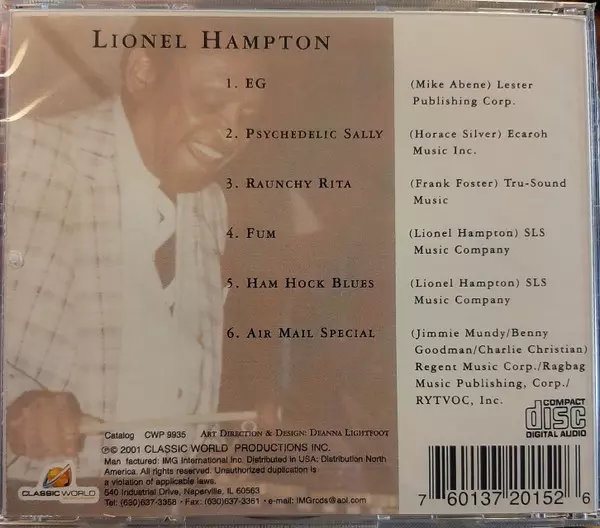 LIONEL HAMPTON
1. EG
(Mike Abene) Lester
Publishing Corp.
2. PSYCHEDELIC SALLY
(Horace Silver) Ecaroh
Music Inc.
3. RAUNCHY RITA
(Frank Foster) Tru-Sound
Music
4. FUM
(Lionel Hampton) SLS
Music Company
5. HAM HOCK BLUES
(Lionel Hampton) SLS
Music Company
6. AIR MAIL SPECIAL
(Jimmie Mundy/Benny
Goodman/Charlie Christian)
Regent Music Corp./Ragbag
Music Publishing, Corp./
RYTVOC, Inc.
COMPACT
disc
DIGITAL AUDIO
Catalog CWP 9935 ART DIRECTION & DESIGN: DEANNA LIGHTFOOT
℗© 2001 CLASSIC WORLD PRODUCTIONS INC.
Man factured: IMG International Inc. Distributed in USA: Distribution North
America. All rights reserved. Unsuthorized duplication is
a violation of applicable laws.
540 Industrial Drive, Naperville, IL 60563
Tel: (630)637-3358 • Fax: (630)637-3361 • e-mail: IMGrcds@aol.com
CLASSIC WORLD
7 60137 20152 6